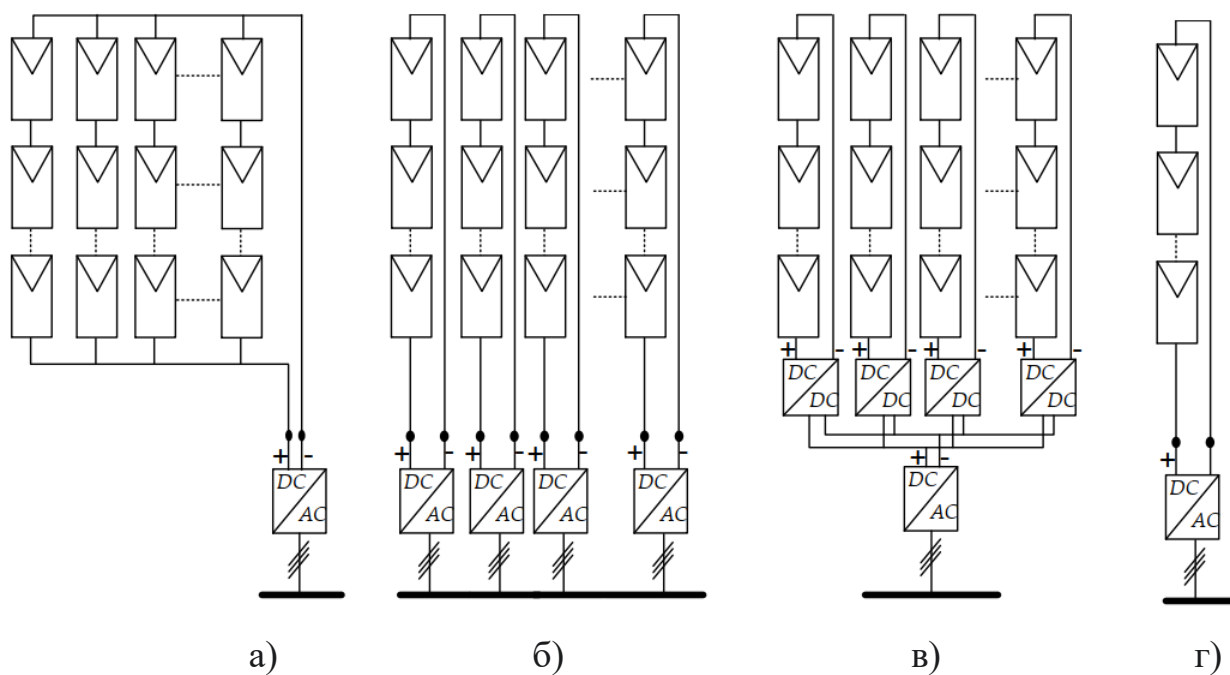 + - + - + - + -
DC DC DC DC
DC DC DC DC
+ - + - + - + - + - + - +
DC DC DC DC DC DC DC
AC AC AC AC AC AC AC
а) б) в) г)